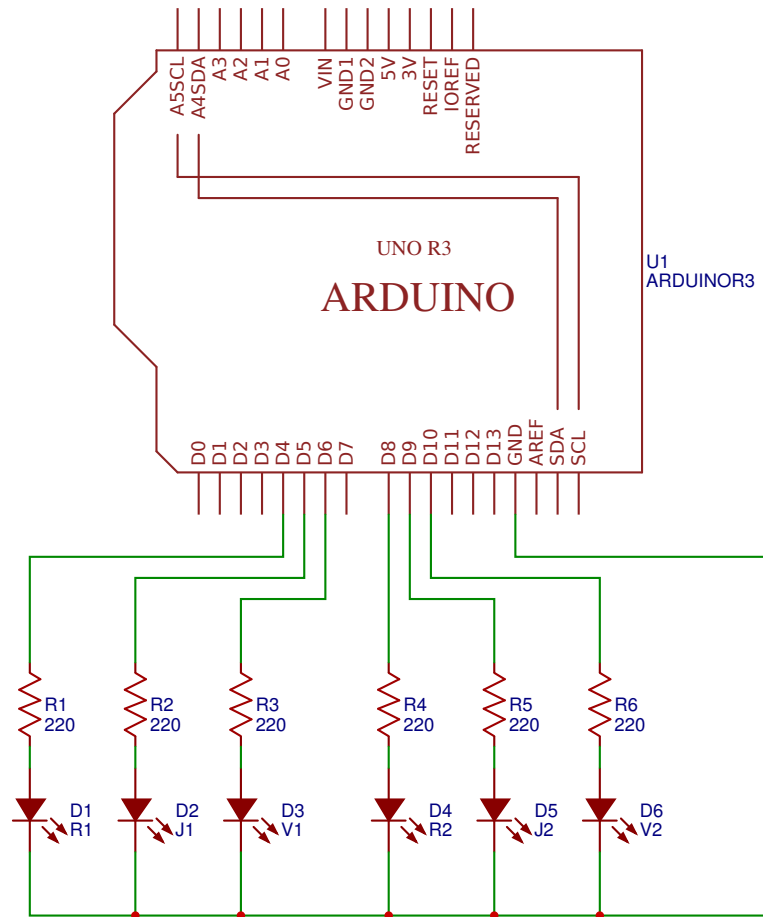 A5SCL
A4SDA
A3
A2
A1
A0
VIN
GND1
GND2
5V
3V
RESET
IOREF
RESERVED
UNO R3
ARDUINO
U1
ARDUINOR3
D0
D1
D2
D3
D4
D5
D6
D7
D8
D9
D10
D11
D12
D13
GND
AREF
SDA
SCL
R1
220
R2
220
R3
220
R4
220
R5
220
R6
220
D1
R1
D2
J1
D3
V1
D4
R2
D5
J2
D6
V2